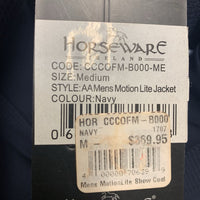 HORSEWARE
IRELAND
CODE: CCCOFM-B000-ME
SIZE: Medium
STYLE: AA Mens Motion Lite Jacket
COLOUR: Navy
HOR CCCOFM-B000
NAVY 1707
M - $369.95
Mens MotionLite Show Coat